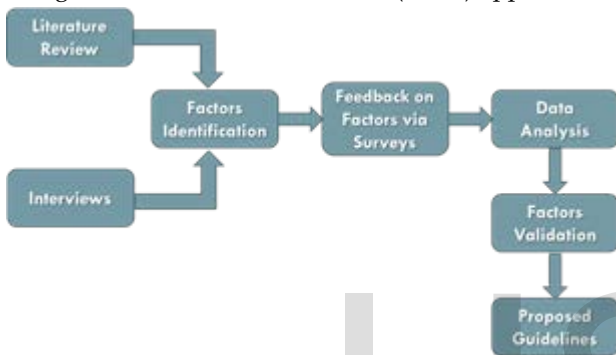 Literature
Review
Factors
Identification
Feedback on
Factors via
Surveys
Data
Analysis
Interviews
Factors
Validation
Proposed
Guidelines